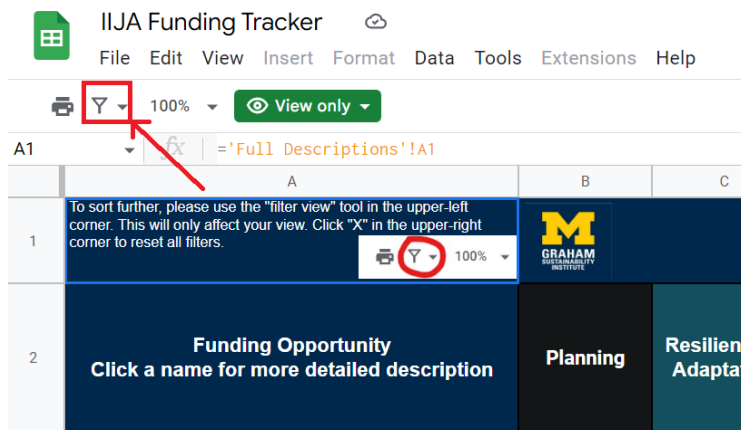 IIJA Funding Tracker
File Edit View Insert Format Data Tools Extensions Help
100% View only
A1 fx ='Full Descriptions'!A1
A B C
1
To sort further, please use the "filter view" tool in the upper-left
corner. This will only affect your view. Click "X" in the upper-right
corner to reset all filters.
100%
M
GRAHAM
SUSTAINABILITY
INSTITUTE
2
Funding Opportunity
Click a name for more detailed description
Planning
Resilien
Adapta